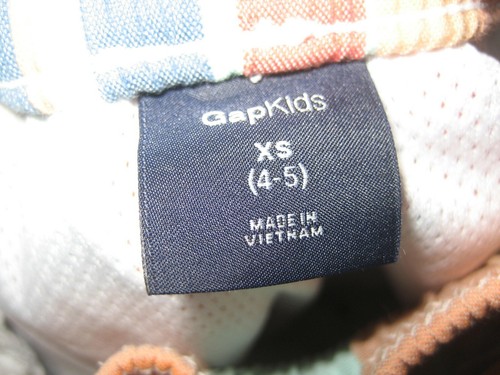 GapKids
XS
(4-5)
MADE IN
VIETNAM